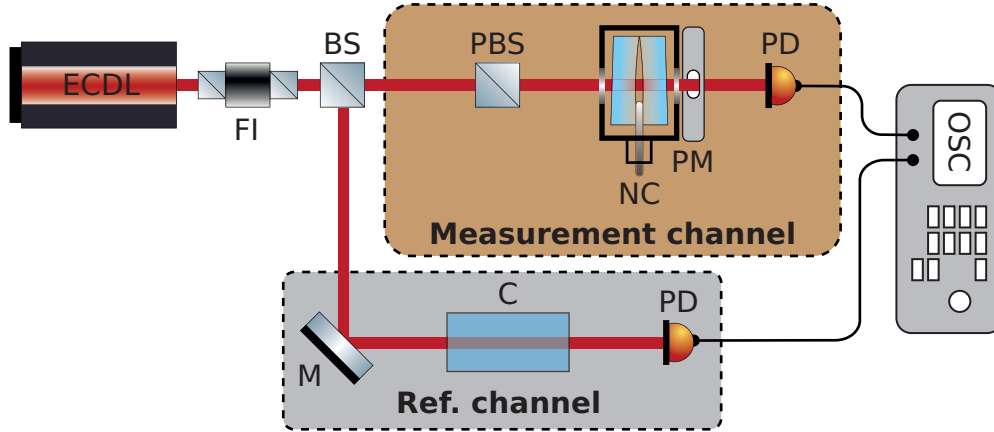 ECDL
FI
BS
PBS
NC
PM
PD
OSC
Measurement channel
M
C
PD
Ref. channel